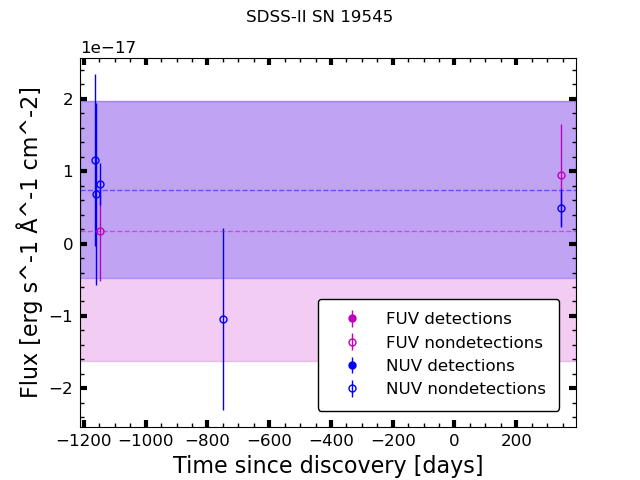 SDSS-II SN 19545
1e−17
2
1
0
−1
−2
Flux [erg s^-1 Å^-1 cm^-2]
FUV detections
FUV nondetections
NUV detections
NUV nondetections
−1200 −1000 −800 −600 −400 −200 0 200
Time since discovery [days]